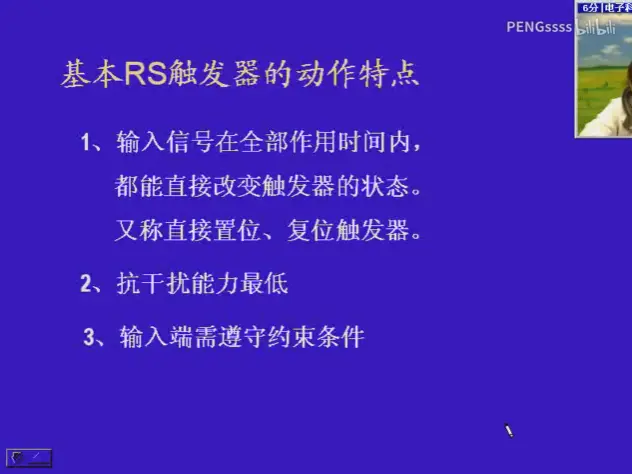 PENGssss bilibili
6分|电子科
基本RS触发器的动作特点
1、输入信号在全部作用时间内，
都能直接改变触发器的状态。
又称直接置位、复位触发器。
2、抗干扰能力最低
3、输入端需遵守约束条件